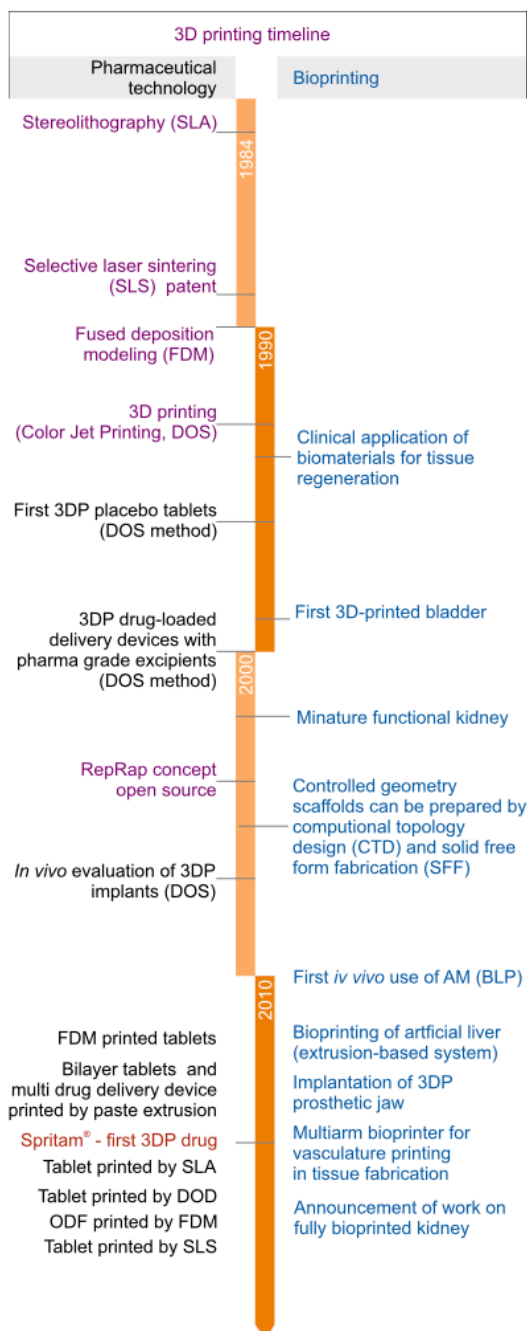 3D printing timeline
Pharmaceutical
technology
Bioprinting
Stereolithography (SLA)
1984
Selective laser sintering
(SLS) patent
Fused deposition
modeling (FDM)
1990
3D printing
(Color Jet Printing, DOS)
Clinical application of
biomaterials for tissue
regeneration
First 3DP placebo tablets
(DOS method)
First 3D-printed bladder
3DP drug-loaded
delivery devices with
pharma grade excipients
(DOS method)
2000
Minature functional kidney
RepRap concept
open source
Controlled geometry
scaffolds can be prepared by
computional topology
design (CTD) and solid free
form fabrication (SFF)
In vivo evaluation of 3DP
implants (DOS)
First iv vivo use of AM (BLP)
2010
FDM printed tablets
Bioprinting of artficial liver
(extrusion-based system)
Bilayer tablets and
multi drug delivery device
printed by paste extrusion
Implantation of 3DP
prosthetic jaw
Spritam® - first 3DP drug
Multiarm bioprinter for
vasculature printing
in tissue fabrication
Tablet printed by SLA
Tablet printed by DOD
ODF printed by FDM
Tablet printed by SLS
Announcement of work on
fully bioprinted kidney